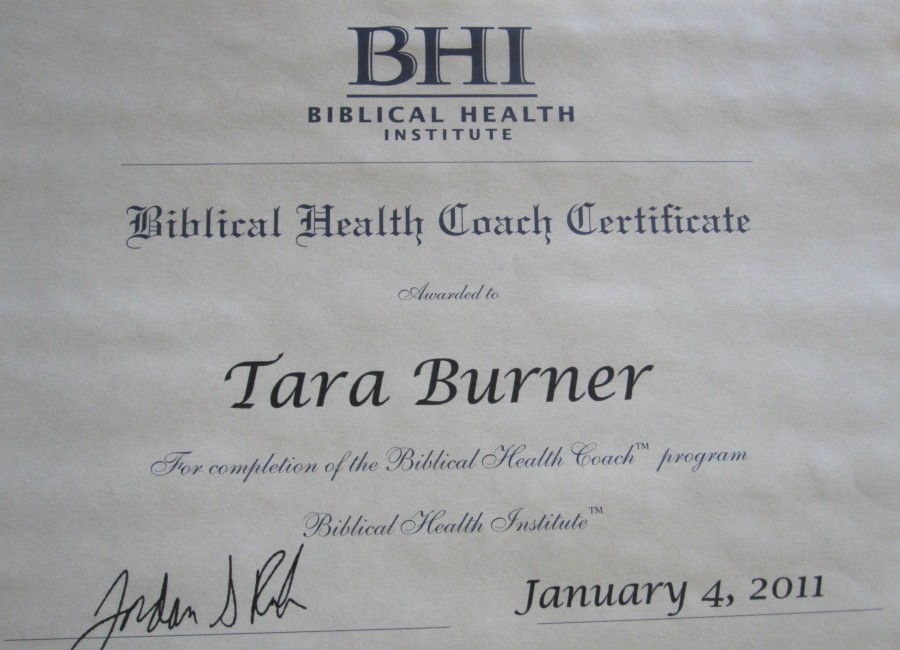 BHI
BIBLICAL HEALTH
INSTITUTE
Biblical Health Coach Certificate
Awarded to
Tara Burner
For completion of the Biblical Health Coach™ program
Biblical Health Institute™
Jordan S
January 4, 2011